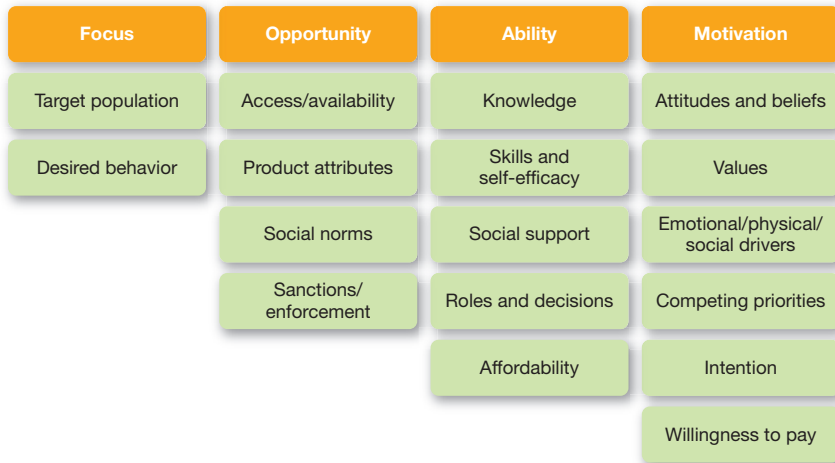 Focus
Opportunity
Ability
Motivation
Target population
Access/availability
Knowledge
Attitudes and beliefs
Desired behavior
Product attributes
Skills and
self-efficacy
Values
Social norms
Social support
Emotional/physical/
social drivers
Sanctions/
enforcement
Roles and decisions
Competing priorities
Affordability
Intention
Willingness to pay